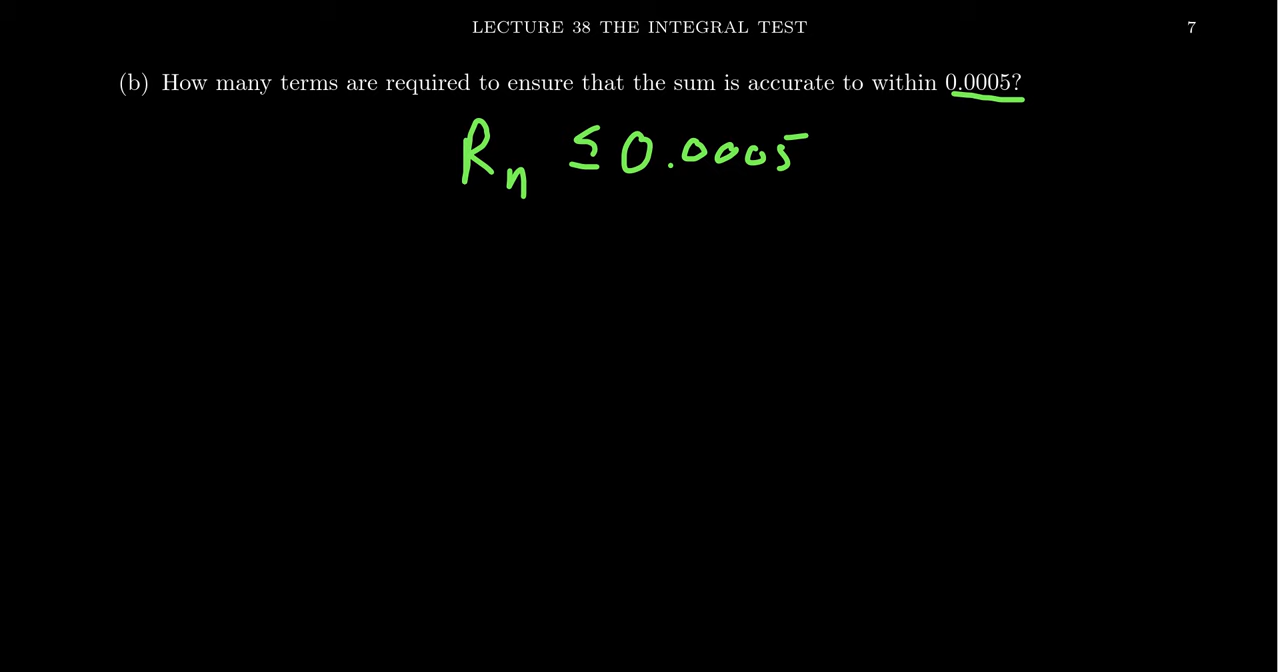 LECTURE 38 THE INTEGRAL TEST 7
(b) How many terms are required to ensure that the sum is accurate to within 0.0005?
Rn ≤ 0.0005